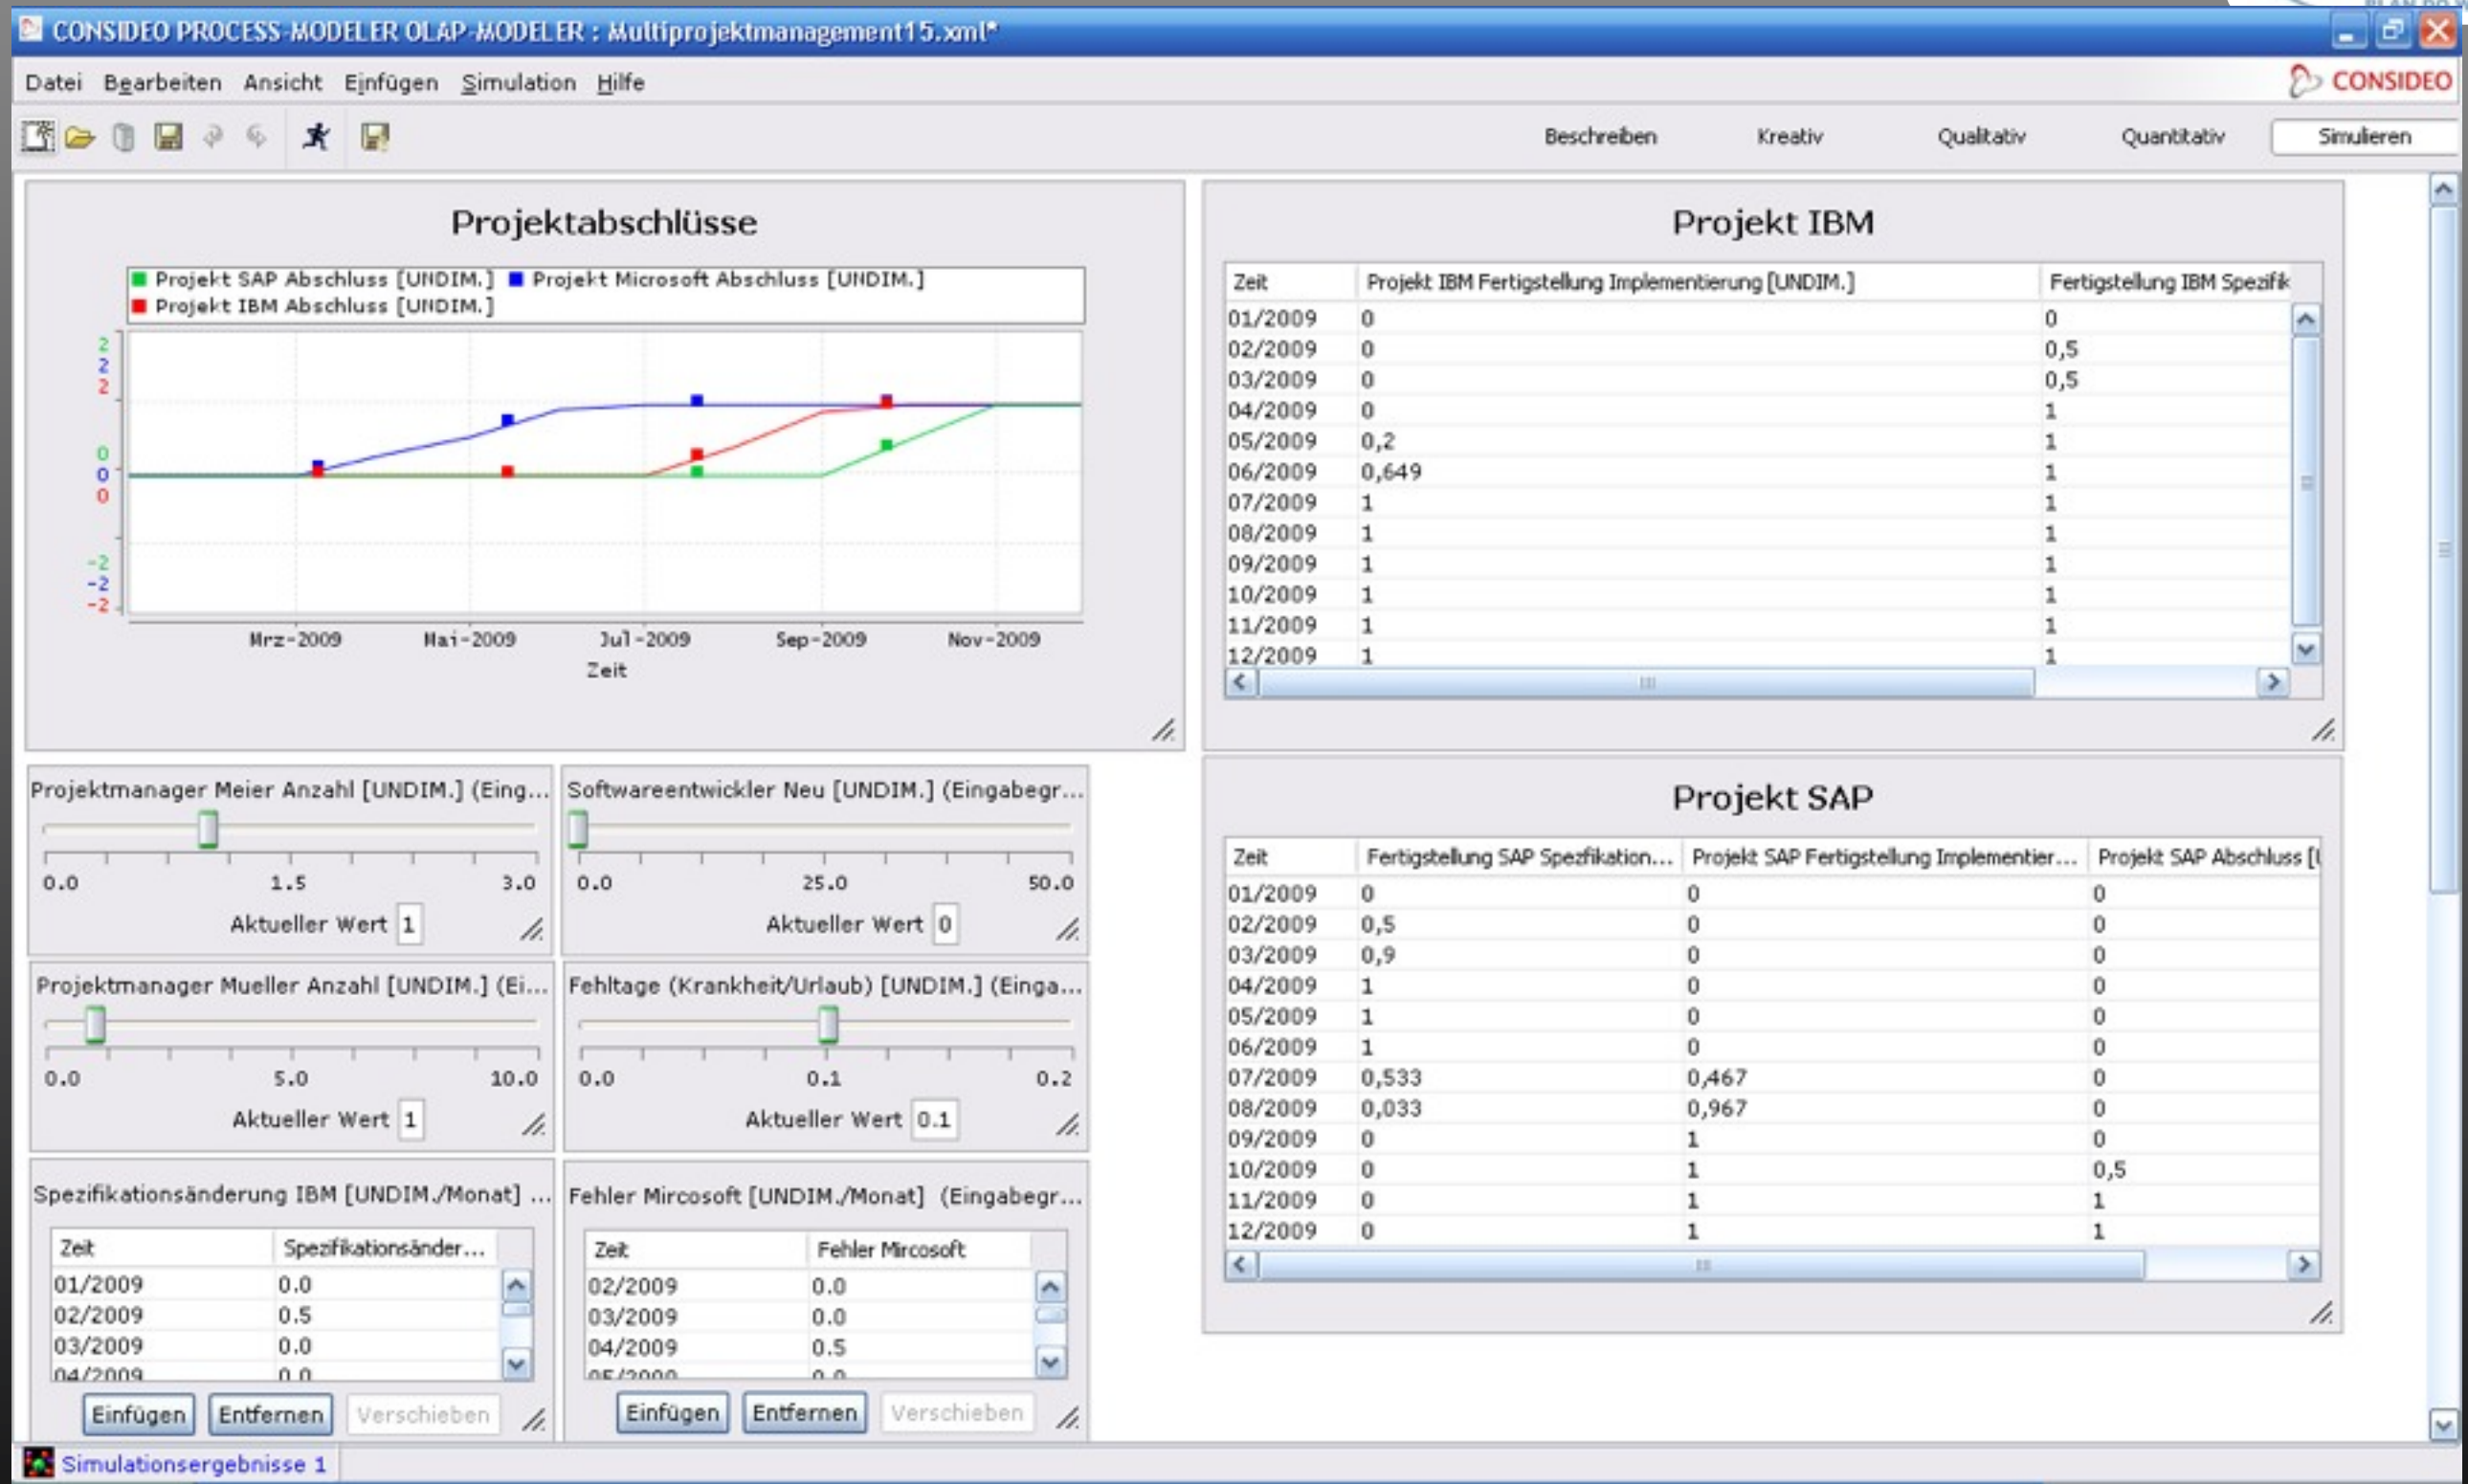 CONSIDEO PROCESS-MODELER OLAP-MODELER : Multiprojektmanagement15.xml*
Datei Bearbeiten Ansicht Einfügen Simulation Hilfe
CONSIDEO
Beschreiben Kreativ Qualitativ Quantitativ Simulieren
Projektabschlüsse
Projekt SAP Abschluss [UNDIM.] Projekt Microsoft Abschluss [UNDIM.]
Projekt IBM Abschluss [UNDIM.]
2
2
2
0
0
0
-2
-2
-2
Mrz-2009 Mai-2009 Jul-2009 Sep-2009 Nov-2009
Zeit
Projekt IBM
Zeit Projekt IBM Fertigstellung Implementierung [UNDIM.] Fertigstellung IBM Spezifik
01/2009 0 0
02/2009 0 0,5
03/2009 0 0,5
04/2009 0 1
05/2009 0,2 1
06/2009 0,649 1
07/2009 1 1
08/2009 1 1
09/2009 1 1
10/2009 1 1
11/2009 1 1
12/2009 1 1
Projektmanager Meier Anzahl [UNDIM.] (Eing...
0.0 1.5 3.0
Aktueller Wert 1
Softwareentwickler Neu [UNDIM.] (Eingabegr...
0.0 25.0 50.0
Aktueller Wert 0
Projektmanager Mueller Anzahl [UNDIM.] (Ei...
0.0 5.0 10.0
Aktueller Wert 1
Fehltage (Krankheit/Urlaub) [UNDIM.] (Einga...
0.0 0.1 0.2
Aktueller Wert 0.1
Spezifikationsänderung IBM [UNDIM./Monat] ...
Zeit Spezifikationsänder...
01/2009 0.0
02/2009 0.5
03/2009 0.0
04/2009 0.0
Einfügen Entfernen Verschieben
Fehler Mircosoft [UNDIM./Monat] (Eingabegr...
Zeit Fehler Mircosoft
02/2009 0.0
03/2009 0.0
04/2009 0.5
05/2009 0.0
Einfügen Entfernen Verschieben
Projekt SAP
Zeit Fertigstellung SAP Spezfikation... Projekt SAP Fertigstellung Implementier... Projekt SAP Abschluss [U
01/2009 0 0 0
02/2009 0,5 0 0
03/2009 0,9 0 0
04/2009 1 0 0
05/2009 1 0 0
06/2009 1 0 0
07/2009 0,533 0,467 0
08/2009 0,033 0,967 0
09/2009 0 1 0
10/2009 0 1 0,5
11/2009 0 1 1
12/2009 0 1 1
Simulationsergebnisse 1